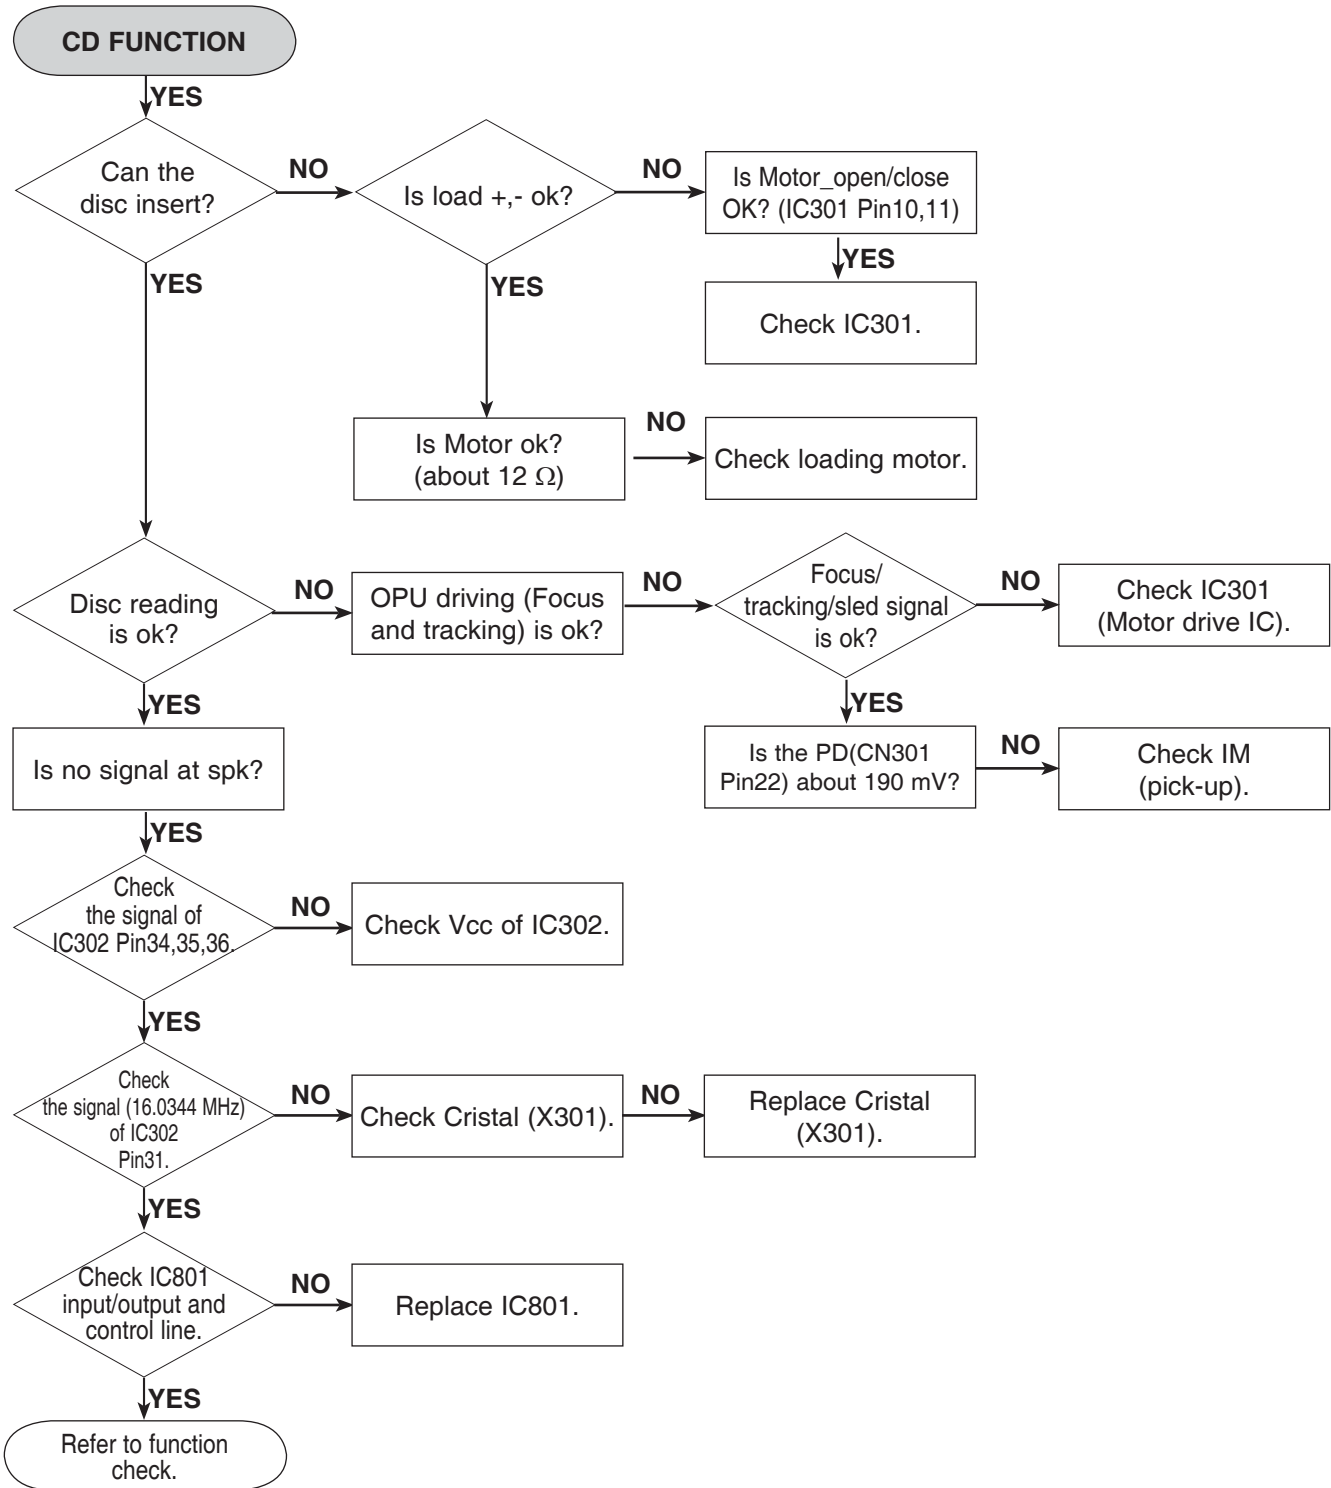 CD FUNCTION
YES
Can the
disc insert?
NO
Is load +,- ok?
NO
Is Motor_open/close
OK? (IC301 Pin10,11)
YES
Check IC301.
YES
YES
Is Motor ok?
(about 12 Ω)
NO
Check loading motor.
Disc reading
is ok?
NO
OPU driving (Focus
and tracking) is ok?
NO
Focus/
tracking/sled signal
is ok?
NO
Check IC301
(Motor drive IC).
YES
YES
Is the PD(CN301
Pin22) about 190 mV?
NO
Check IM
(pick-up).
Is no signal at spk?
YES
Check
the signal of
IC302 Pin34,35,36.
NO
Check Vcc of IC302.
YES
Check
the signal (16.0344 MHz)
of IC302
Pin31.
NO
Check Cristal (X301).
NO
Replace Cristal
(X301).
YES
Check IC801
input/output and
control line.
NO
Replace IC801.
YES
Refer to function
check.